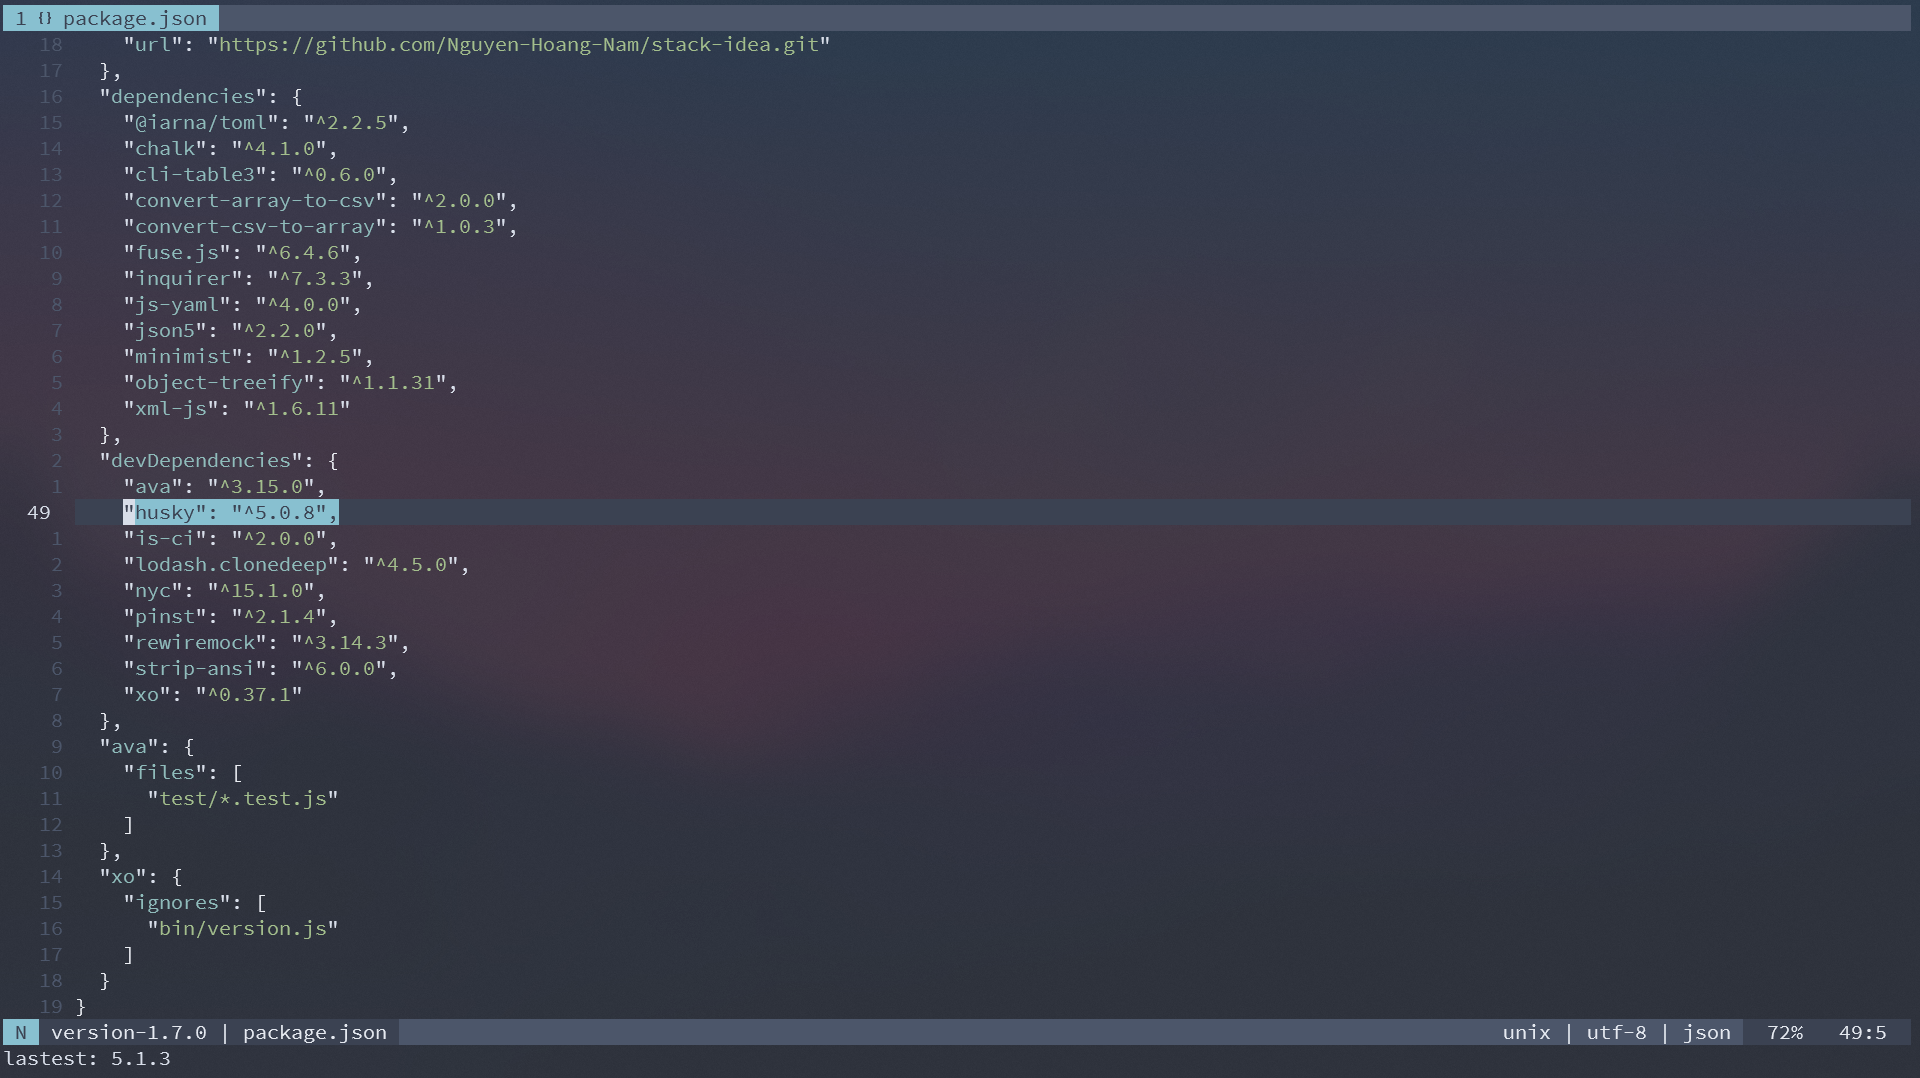 1 {} package.json
18     "url": "https://github.com/Nguyen-Hoang-Nam/stack-idea.git"
17   },
16   "dependencies": {
15     "@iarna/toml": "^2.2.5",
14     "chalk": "^4.1.0",
13     "cli-table3": "^0.6.0",
12     "convert-array-to-csv": "^2.0.0",
11     "convert-csv-to-array": "^1.0.3",
10     "fuse.js": "^6.4.6",
9     "inquirer": "^7.3.3",
8     "js-yaml": "^4.0.0",
7     "json5": "^2.2.0",
6     "minimist": "^1.2.5",
5     "object-treeify": "^1.1.31",
4     "xml-js": "^1.6.11"
3   },
2   "devDependencies": {
1     "ava": "^3.15.0",
49     "husky": "^5.0.8",
1     "is-ci": "^2.0.0",
2     "lodash.clonedeep": "^4.5.0",
3     "nyc": "^15.1.0",
4     "pinst": "^2.1.4",
5     "rewiremock": "^3.14.3",
6     "strip-ansi": "^6.0.0",
7     "xo": "^0.37.1"
8   },
9   "ava": {
10     "files": [
11       "test/*.test.js"
12     ]
13   },
14   "xo": {
15     "ignores": [
16       "bin/version.js"
17     ]
18   }
19 }
N version-1.7.0 | package.json unix | utf-8 | json 72% 49:5
lastest: 5.1.3